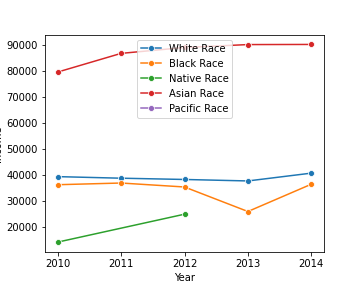 White Race
Black Race
Native Race
Asian Race
Pacific Race
90000
80000
70000
60000
50000
40000
30000
20000
2010
2011
2012
2013
2014
Year